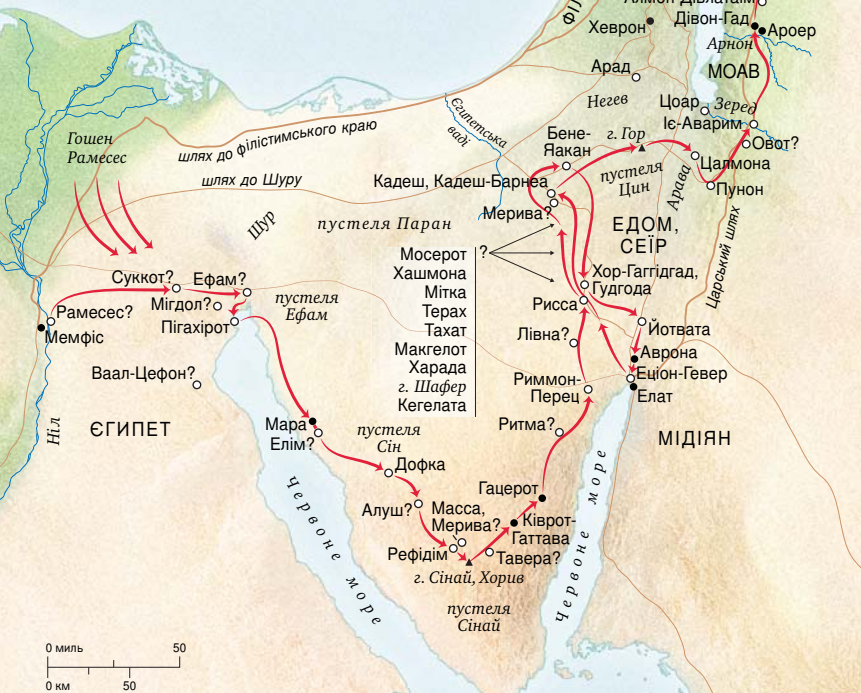 Алмон-Дівлатаїм
Дівон-Гад
Ароер
Хеврон
Арнон
МОАВ
Арад
Негев
Цоар
Зеред
Іє-Аварим
Овот?
Єгипетська
ваді
Бене-
Яакан
г. Гор
Цалмона
Пунон
Гошен
Рамесес
шлях до філістимського краю
шлях до Шуру
Кадеш, Кадеш-Барнеа
Мерива?
пустеля
Цин
Арава
ЕДОМ,
СЕЇР
Царський шлях
Шур
пустеля Паран
Мосерот
?
Хашмона
Мітка
Терах
Тахат
Макгелот
Харада
г. Шафер
Кегелата
Хор-Гаггідгад,
Гудгода
Рисса
Лівна?
Йотвата
Аврона
Еціон-Гевер
Елат
Суккот?
Ефам?
Мігдол?
Рамесес?
Мемфіс
Пігахірот
пустеля
Ефам
Ваал-Цефон?
Ніл
ЄГИПЕТ
Риммон-
Перец
Ритма?
МІДІЯН
Мара
Елім?
пустеля
Сін
Дофка
Алуш?
Масса,
Мерива?
Рефідім
Гацерот
Ківрот-
Гаттава
Тавера?
г. Сінай, Хорив
пустеля
Сінай
Червоне море
Червоне море
0 миль 50
0 км 50